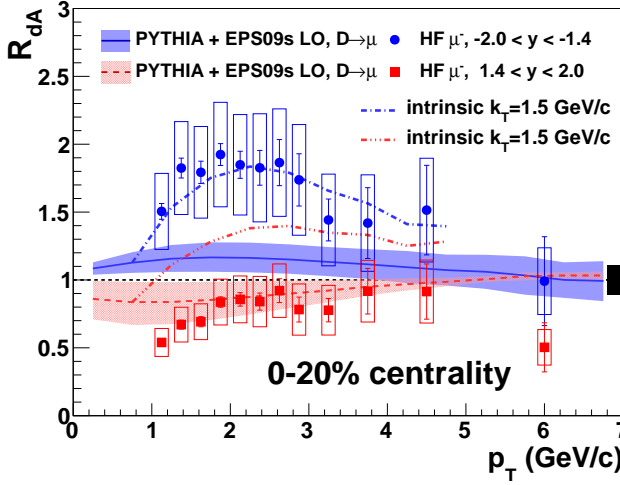 R_dA
3
2.5
2
1.5
1
0.5
0
PYTHIA + EPS09s LO, D→μ
HF μ⁻, -2.0 < y < -1.4
PYTHIA + EPS09s LO, D→μ
HF μ⁻, 1.4 < y < 2.0
intrinsic k_T=1.5 GeV/c
intrinsic k_T=1.5 GeV/c
0-20% centrality
0 1 2 3 4 5 6 7
p_T (GeV/c)